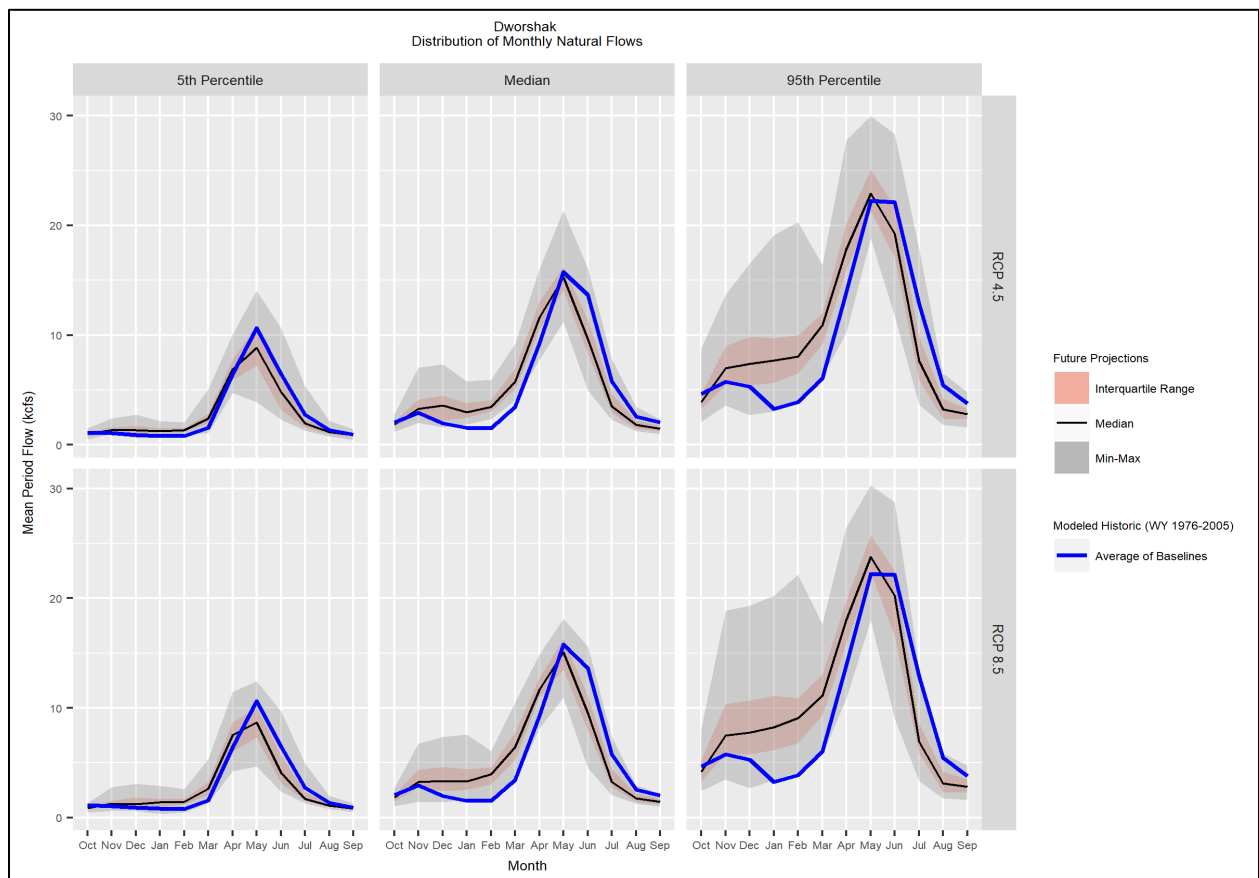 Dworshak
Distribution of Monthly Natural Flows
5th Percentile
Median
95th Percentile
30
20
10
0
RCP 4.5
30
20
10
0
RCP 8.5
Mean Period Flow (kcfs)
Oct Nov Dec Jan Feb Mar Apr May Jun Jul Aug Sep
Oct Nov Dec Jan Feb Mar Apr May Jun Jul Aug Sep
Oct Nov Dec Jan Feb Mar Apr May Jun Jul Aug Sep
Month
Future Projections
Interquartile Range
Median
Min-Max
Modeled Historic (WY 1976-2005)
Average of Baselines